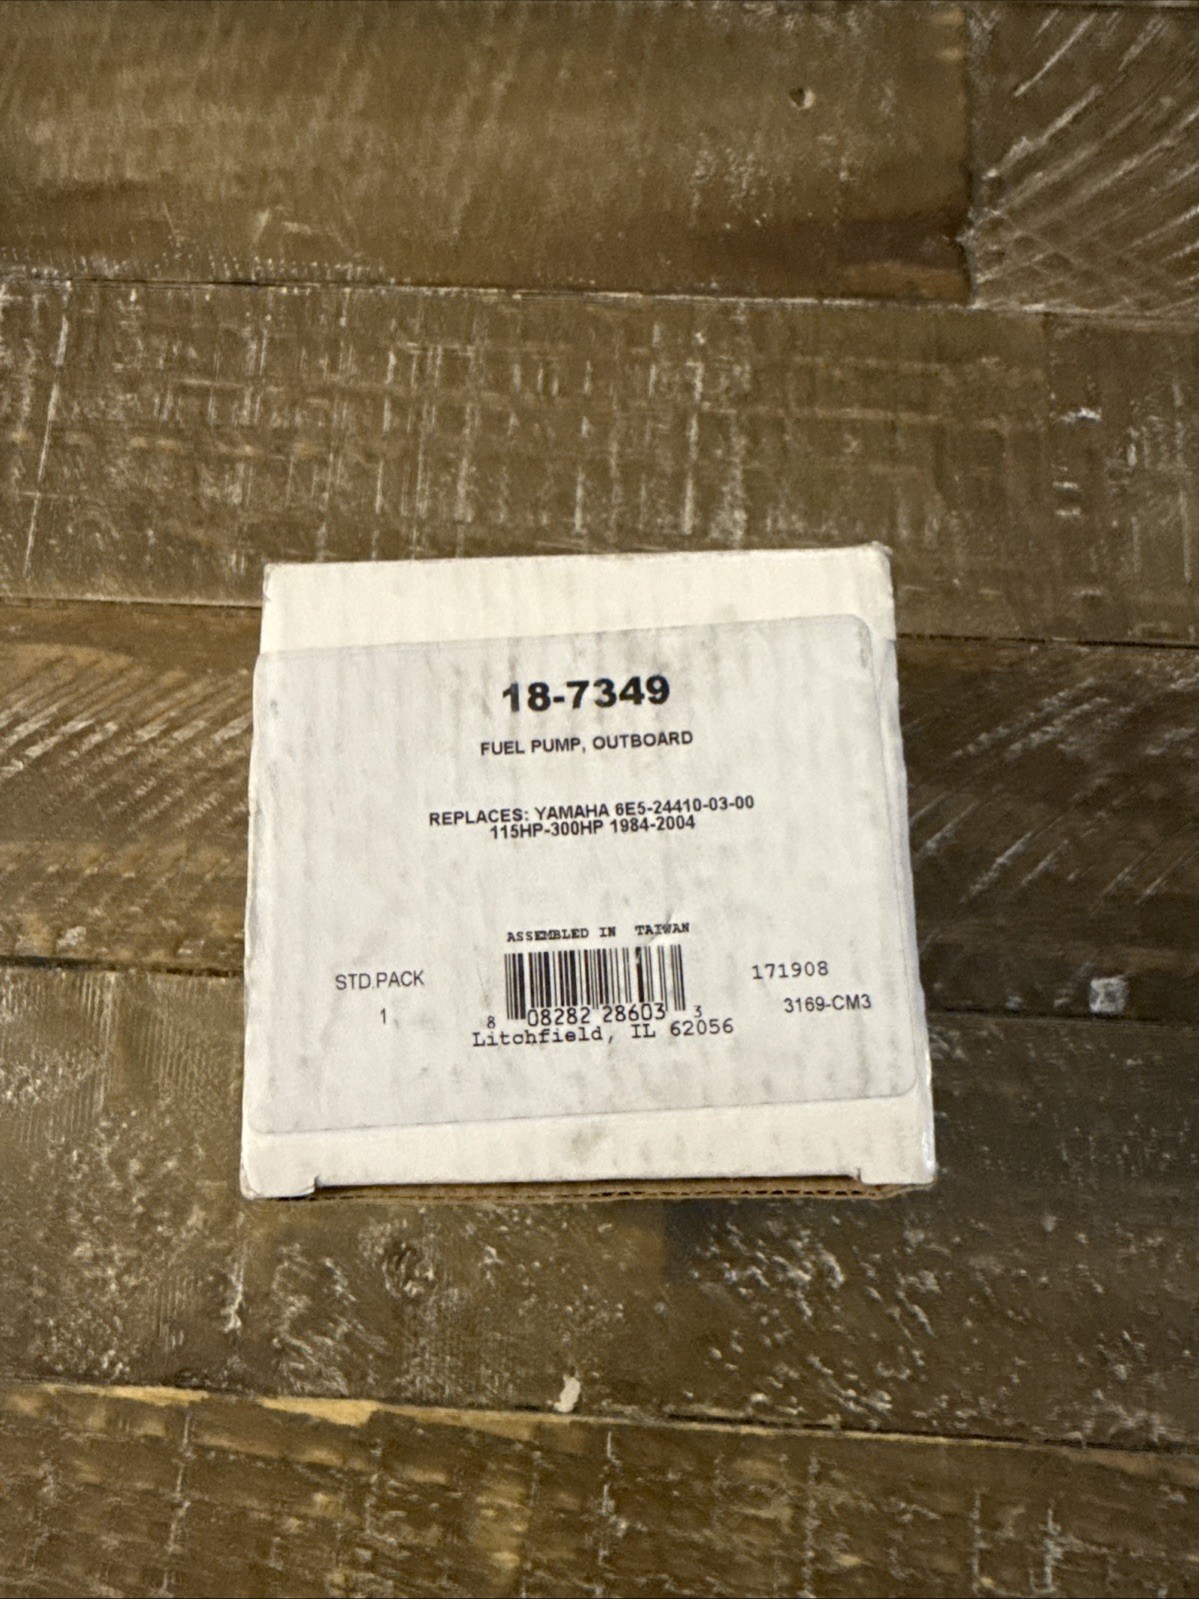 18-7349
FUEL PUMP, OUTBOARD
REPLACES: YAMAHA 6E5-24410-03-00
115HP-300HP 1984-2004
ASSEMBLED IN TAIWAN
STD.PACK
1
8 08282 28603 3
Litchfield, IL 62056
171908
3169-CM3